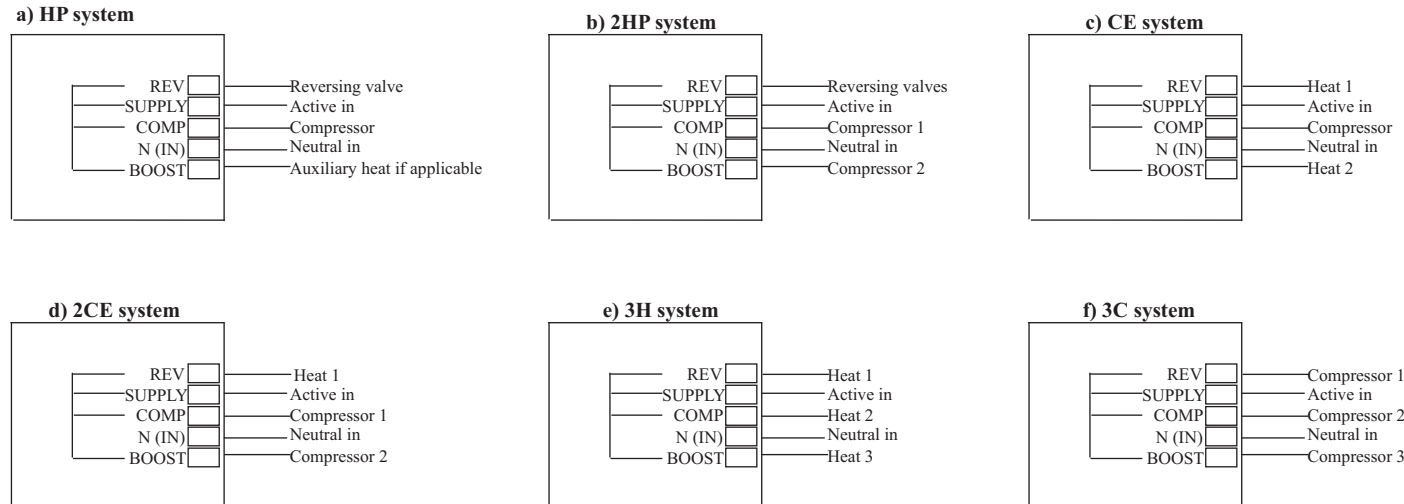 a) HP system
REV Reversing valve
SUPPLY Active in
COMP Compressor
N (IN) Neutral in
BOOST Auxiliary heat if applicable
b) 2HP system
REV Reversing valves
SUPPLY Active in
COMP Compressor 1
N (IN) Neutral in
BOOST Compressor 2
c) CE system
REV Heat 1
SUPPLY Active in
COMP Compressor
N (IN) Neutral in
BOOST Heat 2
d) 2CE system
REV Heat 1
SUPPLY Active in
COMP Compressor 1
N (IN) Neutral in
BOOST Compressor 2
e) 3H system
REV Heat 1
SUPPLY Active in
COMP Heat 2
N (IN) Neutral in
BOOST Heat 3
f) 3C system
REV Compressor 1
SUPPLY Active in
COMP Compressor 2
N (IN) Neutral in
BOOST Compressor 3